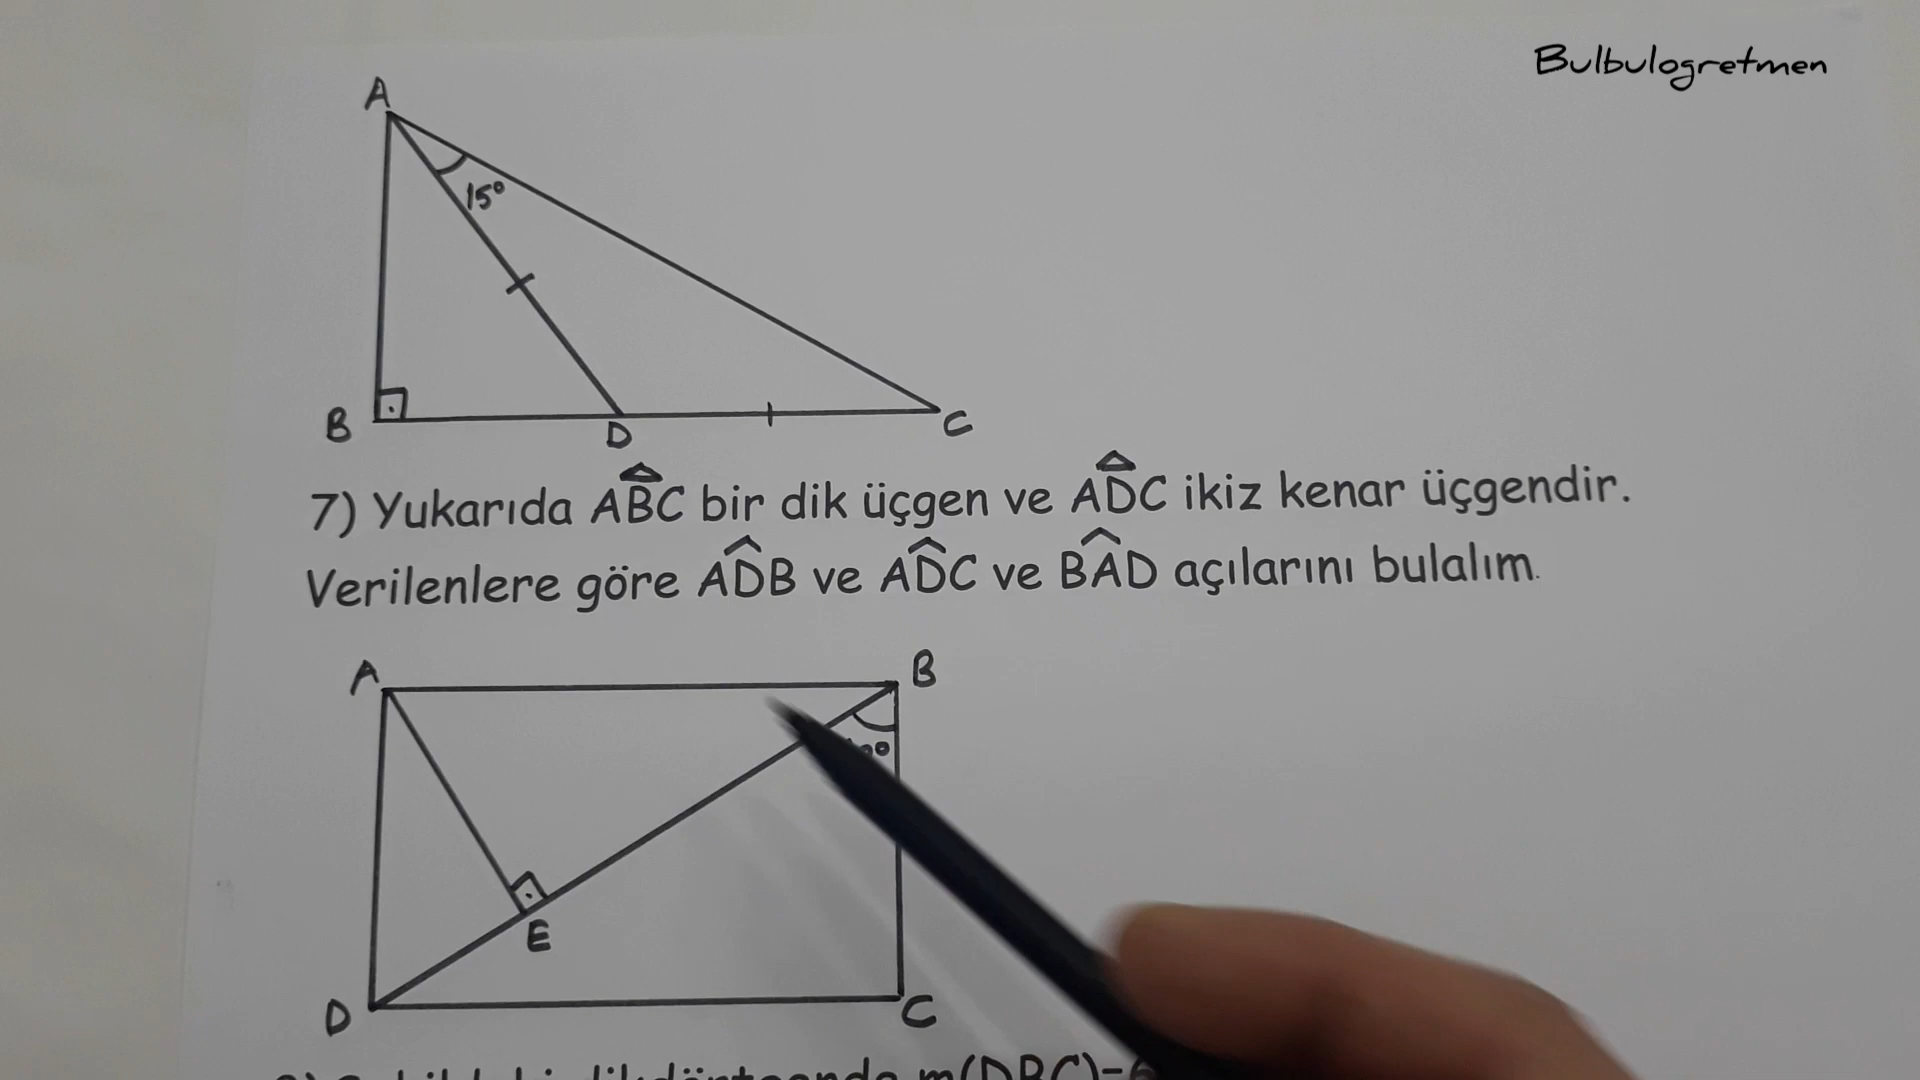 Bulbulogretmen
A
15°
B
D
C
7) Yukarıda ABC bir dik üçgen ve ADC ikiz kenar üçgendir.
Verilenlere göre ADB ve ADC ve BAD açılarını bulalım.
A
B
E
D
C
m(DBC)=